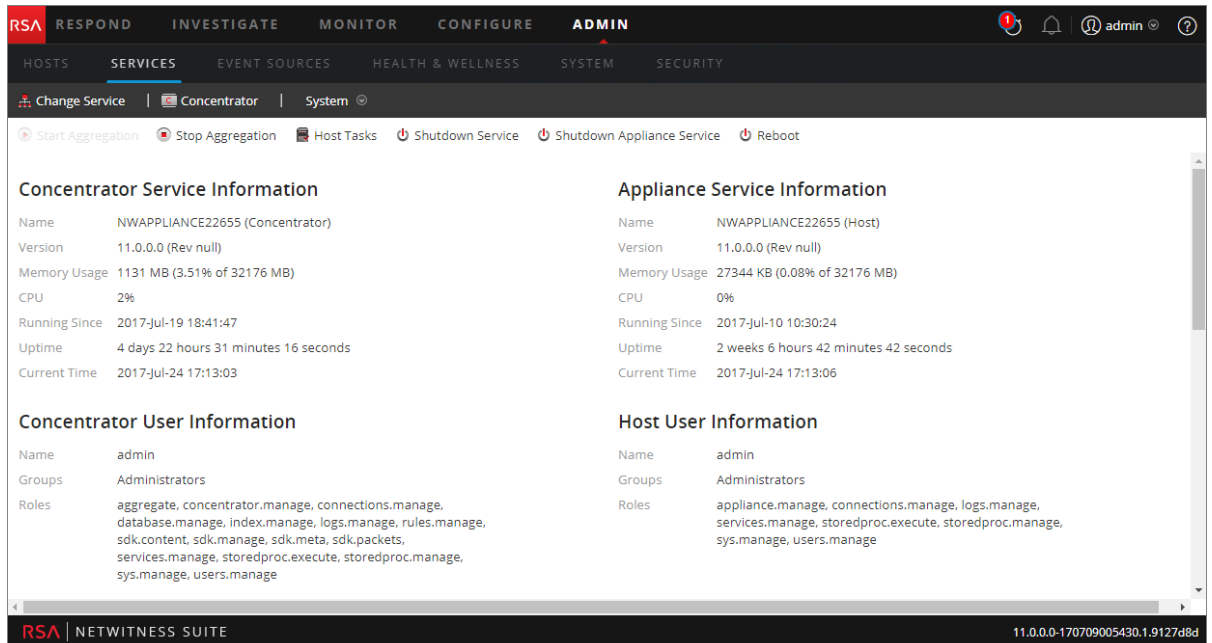 RSA RESPOND INVESTIGATE MONITOR CONFIGURE ADMIN 1 admin ?
HOSTS SERVICES EVENT SOURCES HEALTH & WELLNESS SYSTEM SECURITY
Change Service | C Concentrator | System
Start Aggregation Stop Aggregation Host Tasks Shutdown Service Shutdown Appliance Service Reboot
Concentrator Service Information
Name NWAPPLIANCE22655 (Concentrator)
Version 11.0.0.0 (Rev null)
Memory Usage 1131 MB (3.51% of 32176 MB)
CPU 2%
Running Since 2017-Jul-19 18:41:47
Uptime 4 days 22 hours 31 minutes 16 seconds
Current Time 2017-Jul-24 17:13:03
Appliance Service Information
Name NWAPPLIANCE22655 (Host)
Version 11.0.0.0 (Rev null)
Memory Usage 27344 KB (0.08% of 32176 MB)
CPU 0%
Running Since 2017-Jul-10 10:30:24
Uptime 2 weeks 6 hours 42 minutes 42 seconds
Current Time 2017-Jul-24 17:13:06
Concentrator User Information
Name admin
Groups Administrators
Roles aggregate, concentrator.manage, connections.manage,
database.manage, index.manage, logs.manage, rules.manage,
sdk.content, sdk.manage, sdk.meta, sdk.packets,
services.manage, storedproc.execute, storedproc.manage,
sys.manage, users.manage
Host User Information
Name admin
Groups Administrators
Roles appliance.manage, connections.manage, logs.manage,
services.manage, storedproc.execute, storedproc.manage,
sys.manage, users.manage
RSA | NETWITNESS SUITE 11.0.0.0-170709005430.1.9127d8d